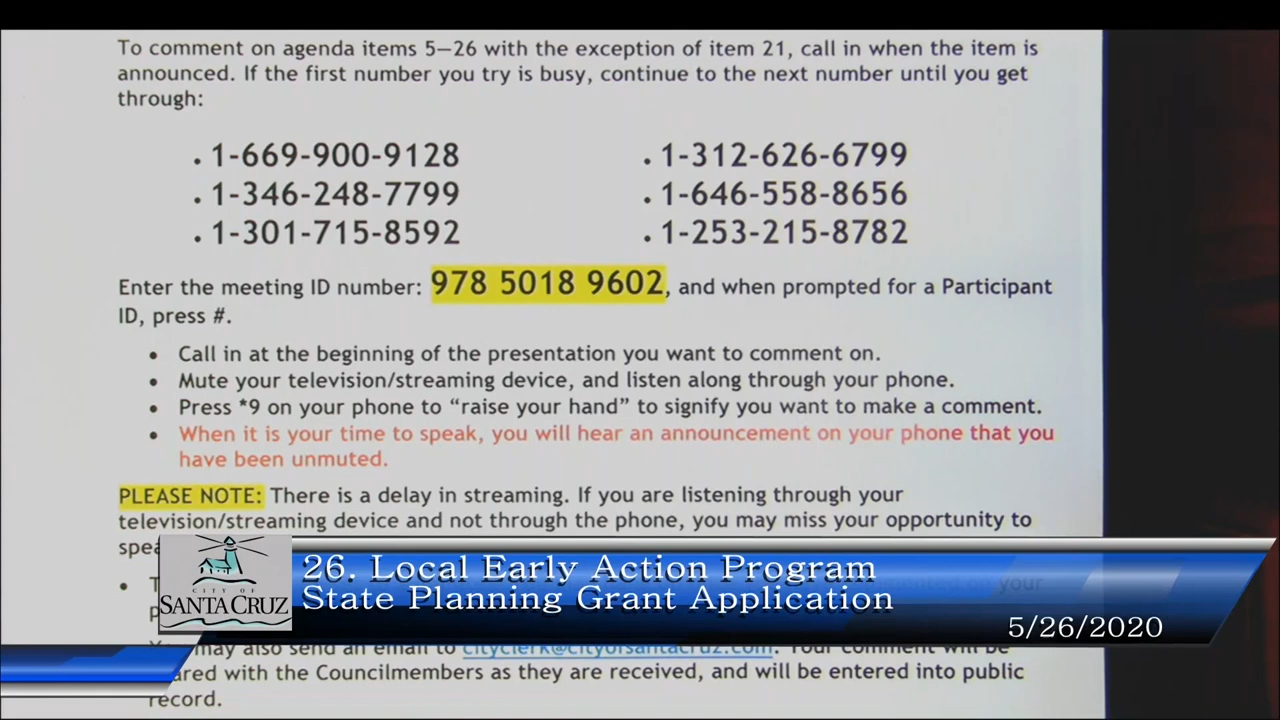 To comment on agenda items 5–26 with the exception of item 21, call in when the item is
announced. If the first number you try is busy, continue to the next number until you get
through:
• 1-669-900-9128
• 1-312-626-6799
• 1-346-248-7799
• 1-646-558-8656
• 1-301-715-8592
• 1-253-215-8782
Enter the meeting ID number: 978 5018 9602, and when prompted for a Participant
ID, press #.
• Call in at the beginning of the presentation you want to comment on.
• Mute your television/streaming device, and listen along through your phone.
• Press *9 on your phone to “raise your hand” to signify you want to make a comment.
• When it is your time to speak, you will hear an announcement on your phone that you
have been unmuted.
PLEASE NOTE: There is a delay in streaming. If you are listening through your
television/streaming device and not through the phone, you may miss your opportunity to
CITY OF
SANTA CRUZ
26. Local Early Action Program
State Planning Grant Application
5/26/2020
your
may also send an email to cityclerk@cityofsantacruz.com. Your comment will be
with the Councilmembers as they are received, and will be entered into public
record.